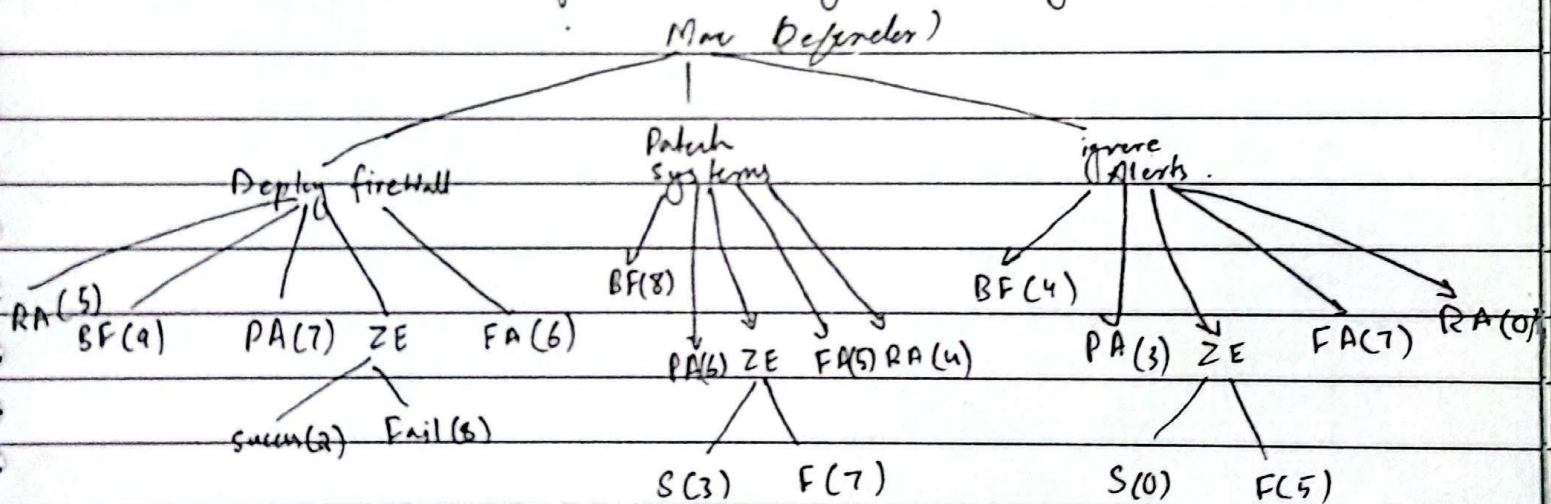 Max Defender)
Deploy firewall
Patch
Systems
ignore
Alerts.
RA(5)
BF(9)
PA(7)
ZE
FA(6)
Succes(2)
Fail(8)
BF(8)
PA(6) ZE FA(5) RA(4)
S(3)
F(7)
BF(4)
PA(3)
ZE
FA(7)
RA(0)
S(0)
F(5)